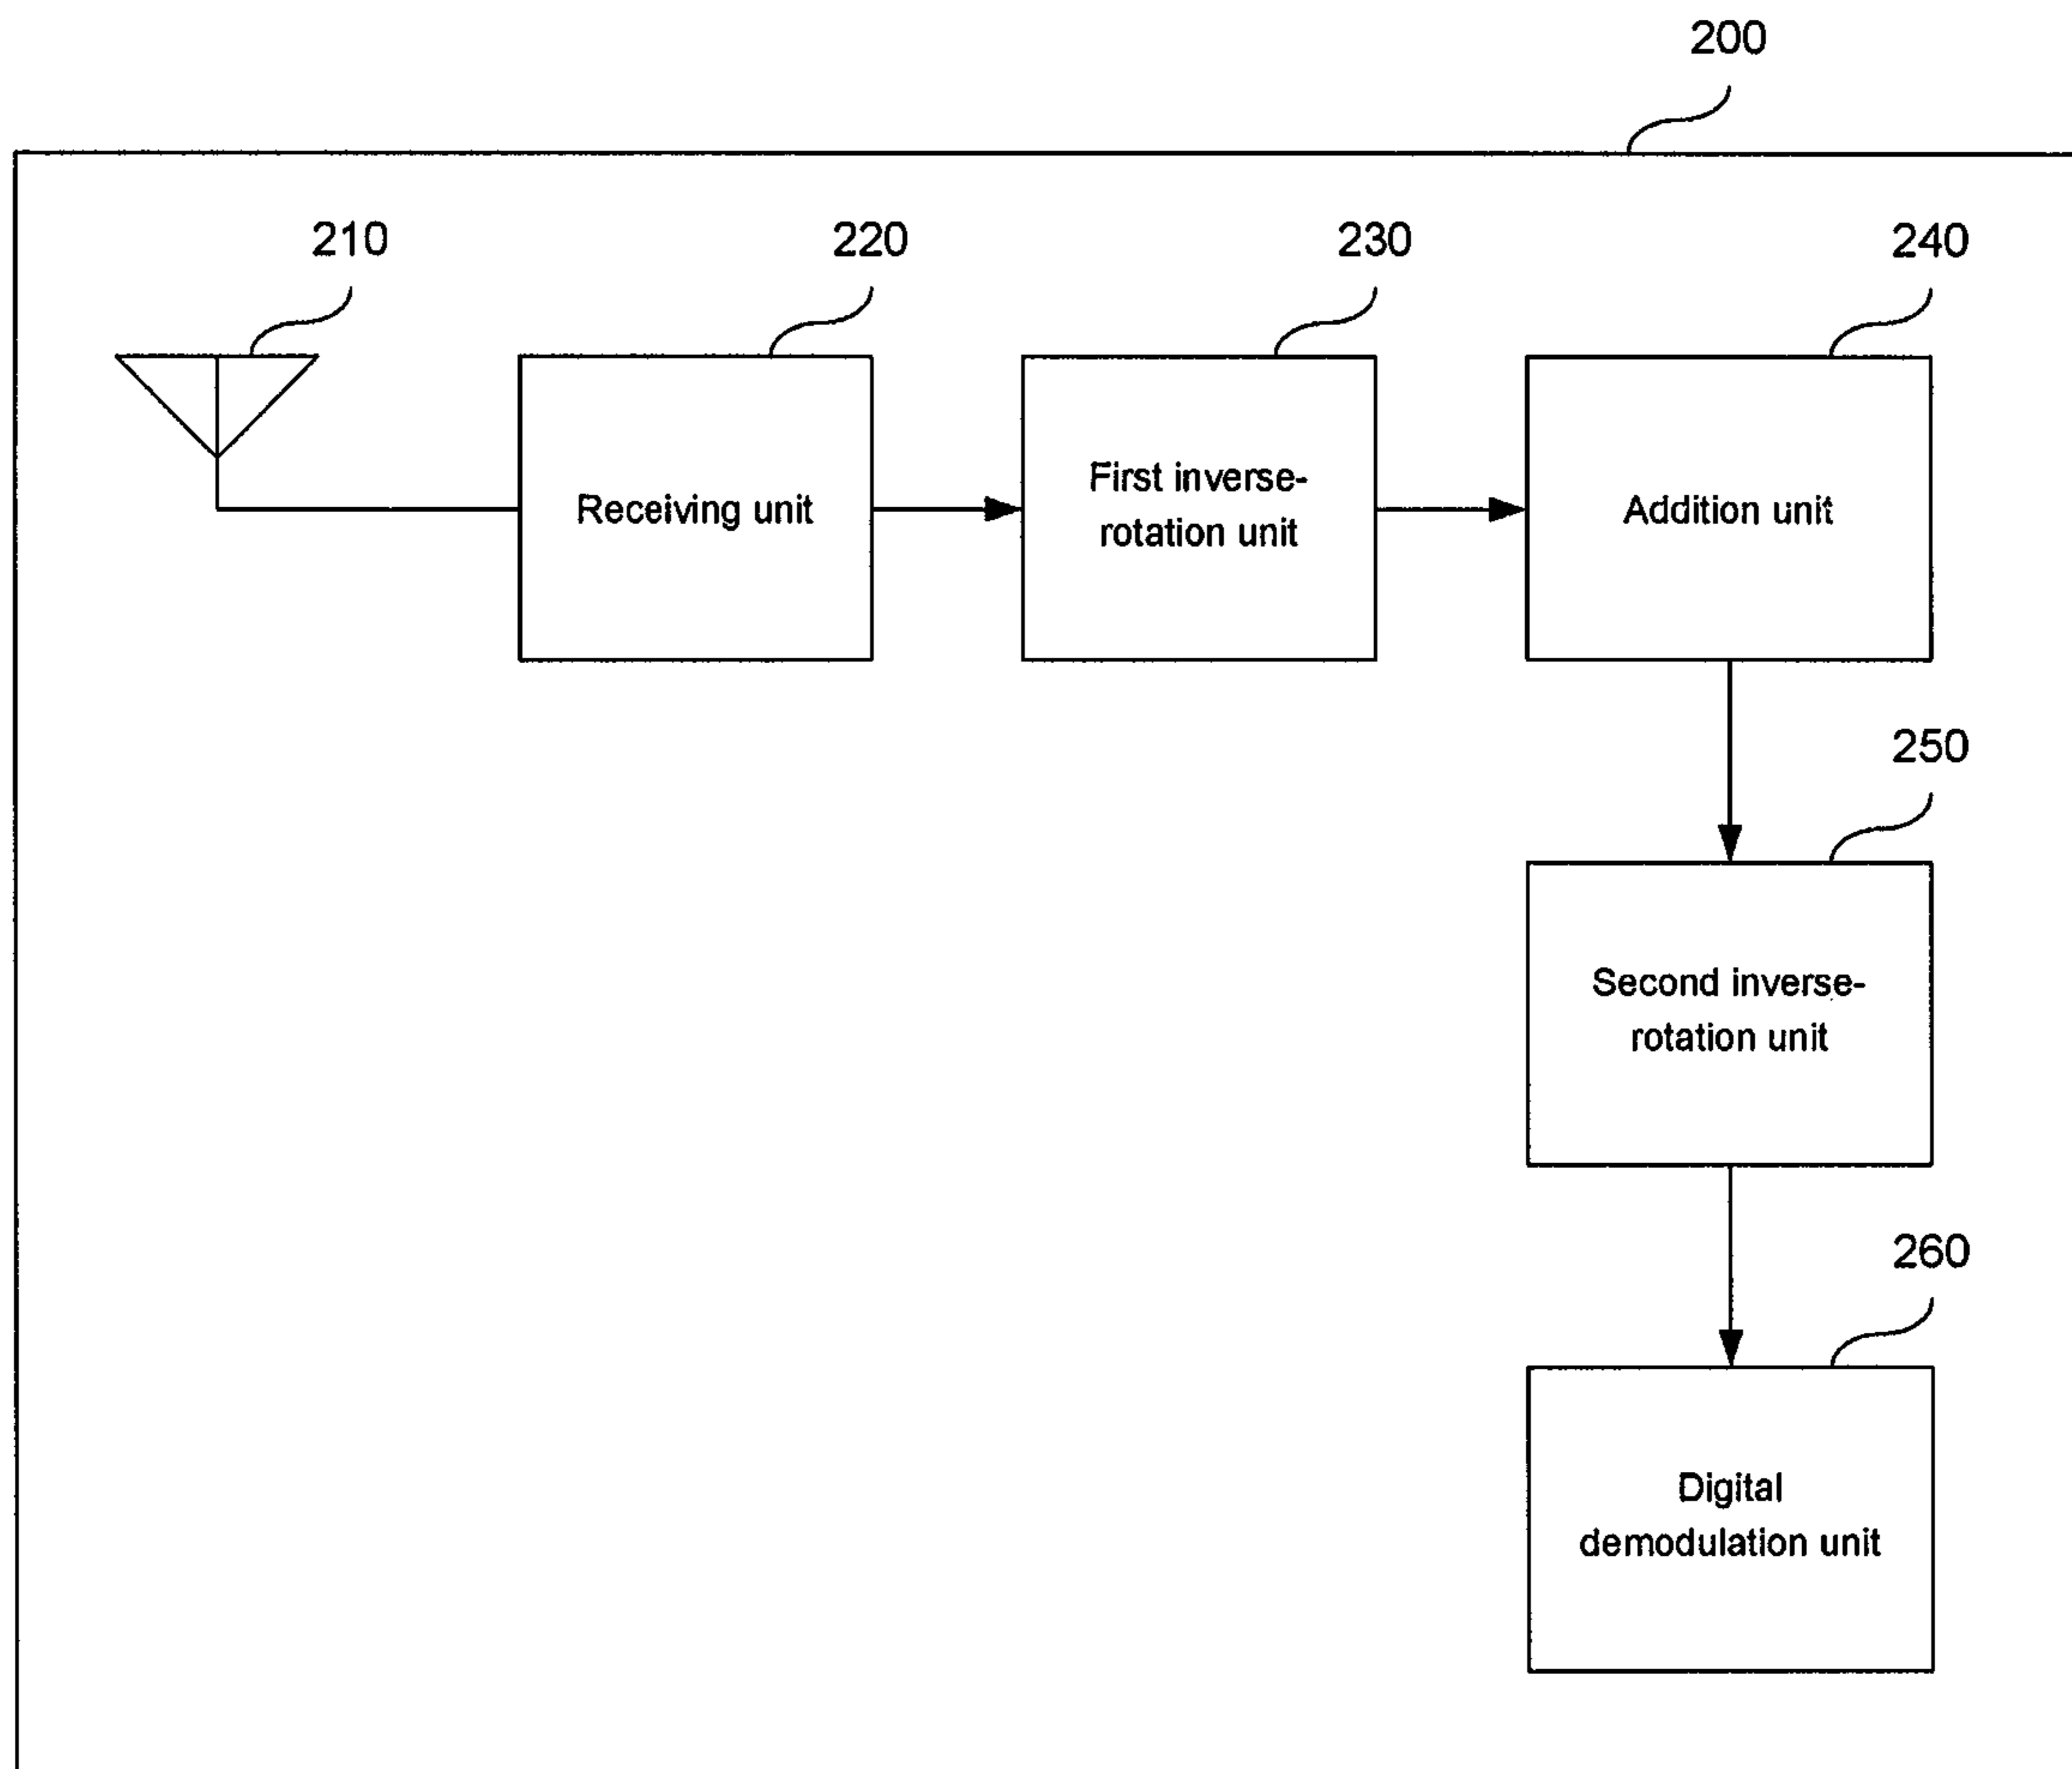 200
210
220
230
240
Receiving unit
First inverse-
rotation unit
Addition unit
250
Second inverse-
rotation unit
260
Digital
demodulation unit